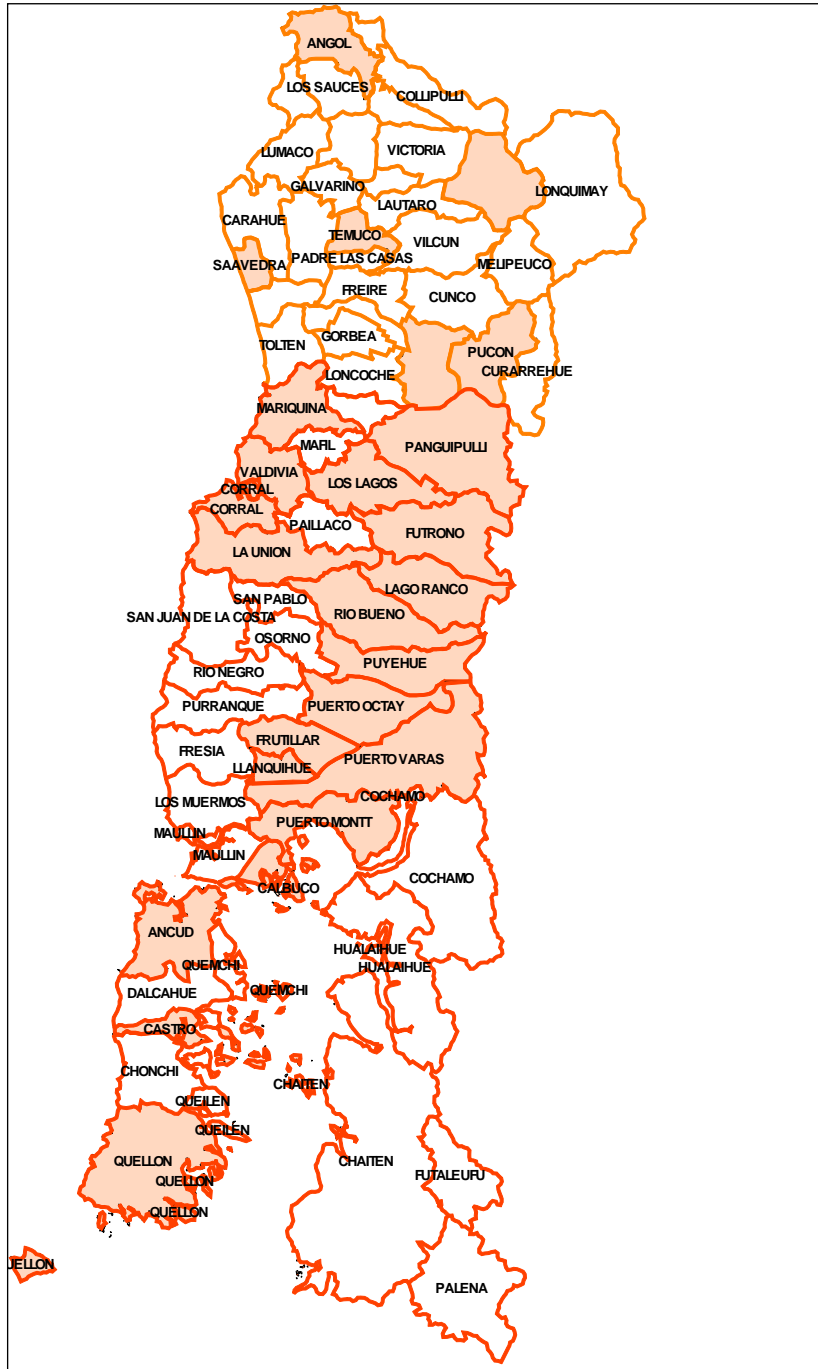 ANGOL
LOS SAUCES
COLLIPULLI
LUMACO
VICTORIA
GALVARINO
LONQUIMAY
LAUTARO
CARAHUE
TEMUCO
VILCUN
PADRE LAS CASAS
SAAVEDRA
MELIPEUCO
FREIRE
CUNCO
GORBEA
TOLTEN
PUCON
LONCOCHE
CURARREHUE
MARIQUINA
MAFIL
PANGUIPULLI
VALDIVIA
LOS LAGOS
CORRAL
CORRAL
PAILLACO
FUTRONO
LA UNION
LAGO RANCO
SAN PABLO
RIO BUENO
SAN JUAN DE LA COSTA
OSORNO
PUYEHUE
RIO NEGRO
PURRANQUE
PUERTO OCTAY
FRUTILLAR
FRESIA
PUERTO VARAS
LLANQUIHUE
COCHAMO
LOS MUERMOS
PUERTO MONTT
MAULLIN
MAULLIN
COCHAMO
CALBUCO
ANCUD
HUALAIHUE
QUEMCHI
HUALAIHUE
QUEMCHI
DALCAHUE
CASTRO
CHONCHI
CHAITEN
QUEILEN
QUEILEN
CHAITEN
QUELLON
FUTALEUFU
QUELLON
QUELLON
UELLON
PALENA